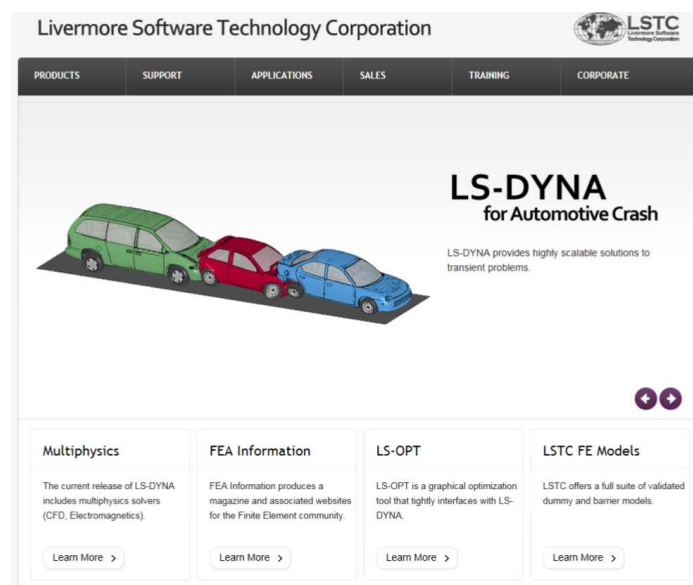 Livermore Software Technology Corporation
LSTC
Livermore Software
Technology Corporation
PRODUCTS
SUPPORT
APPLICATIONS
SALES
TRAINING
CORPORATE
LS-DYNA
for Automotive Crash
LS-DYNA provides highly scalable solutions to
transient problems.
Multiphysics
The current release of LS-DYNA
includes multiphysics solvers
(CFD, Electromagnetics).
Learn More >
FEA Information
FEA Information produces a
magazine and associated websites
for the Finite Element community.
Learn More >
LS-OPT
LS-OPT is a graphical optimization
tool that tightly interfaces with LS-
DYNA.
Learn More >
LSTC FE Models
LSTC offers a full suite of validated
dummy and barrier models.
Learn More >